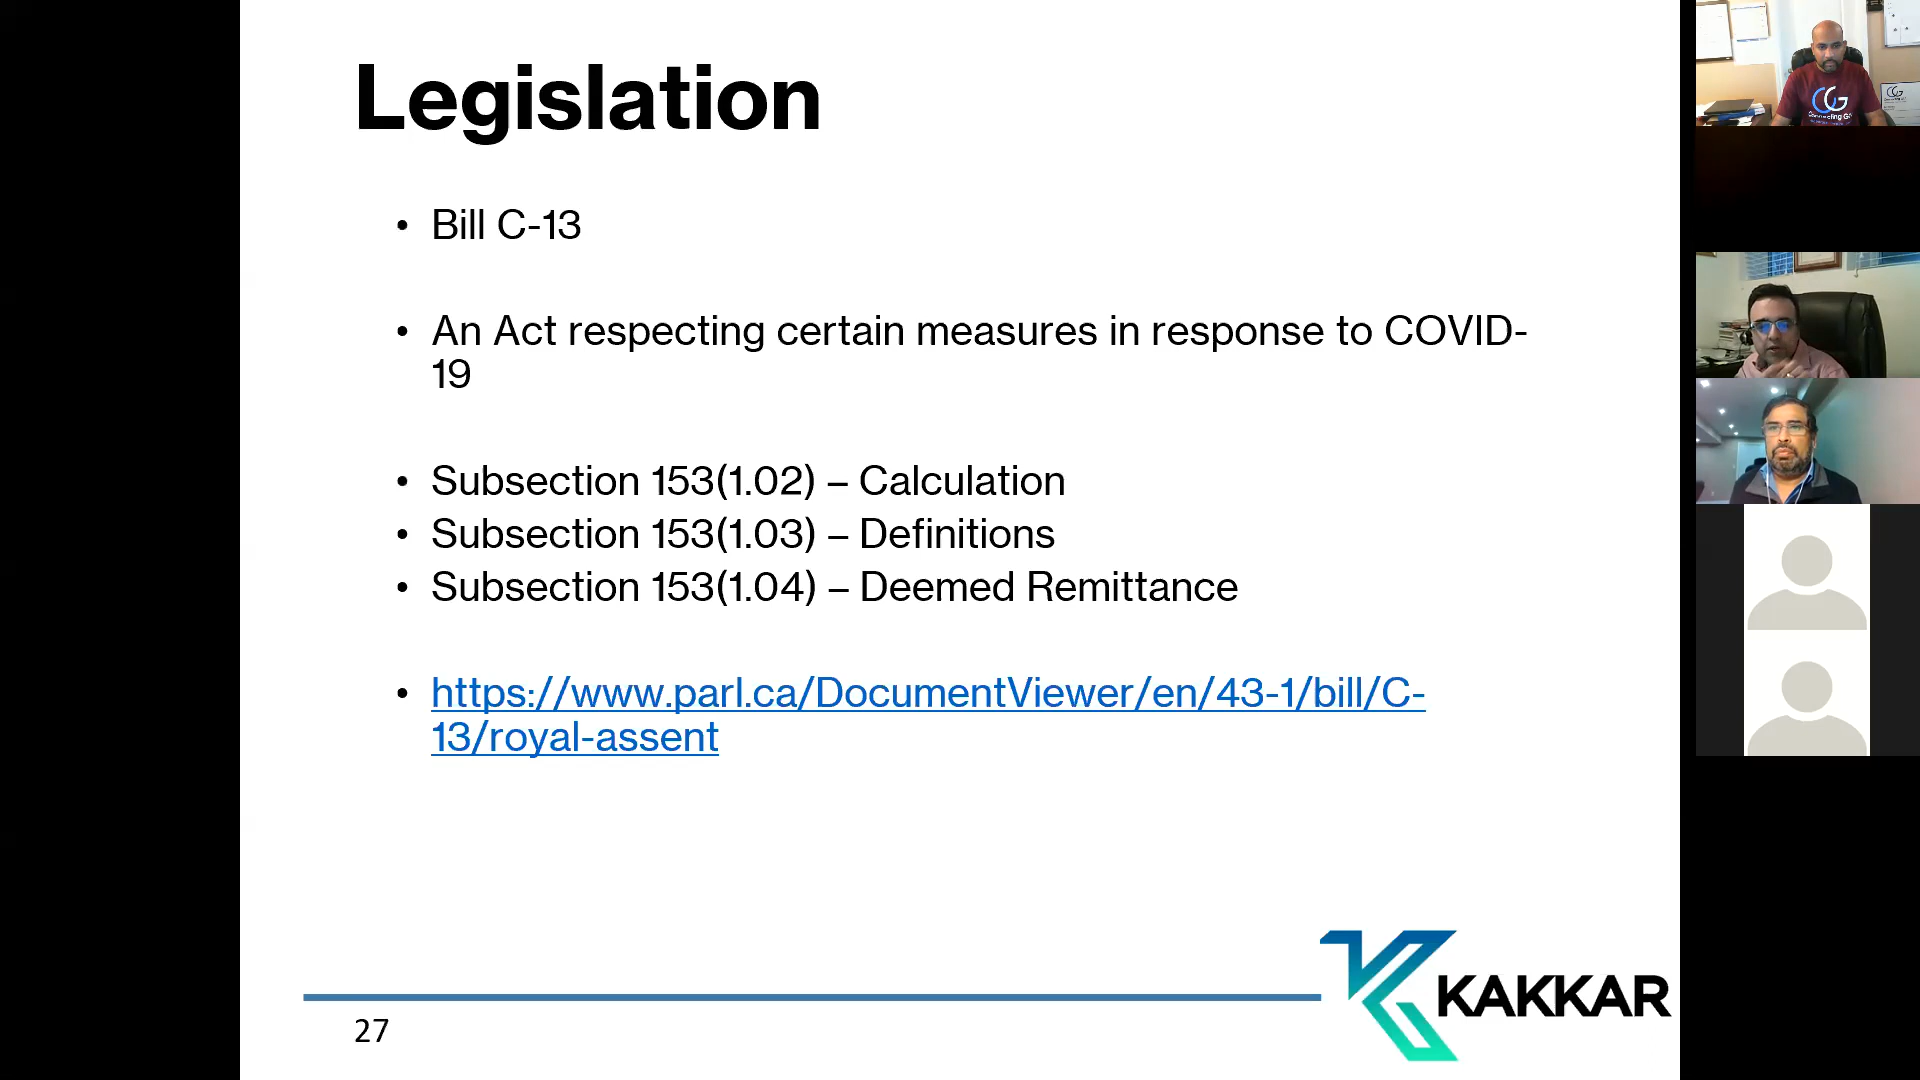 Legislation
• Bill C-13
• An Act respecting certain measures in response to COVID-
19
• Subsection 153(1.02) – Calculation
• Subsection 153(1.03) – Definitions
• Subsection 153(1.04) – Deemed Remittance
• https://www.parl.ca/DocumentViewer/en/43-1/bill/C-
13/royal-assent
KAKKAR
27